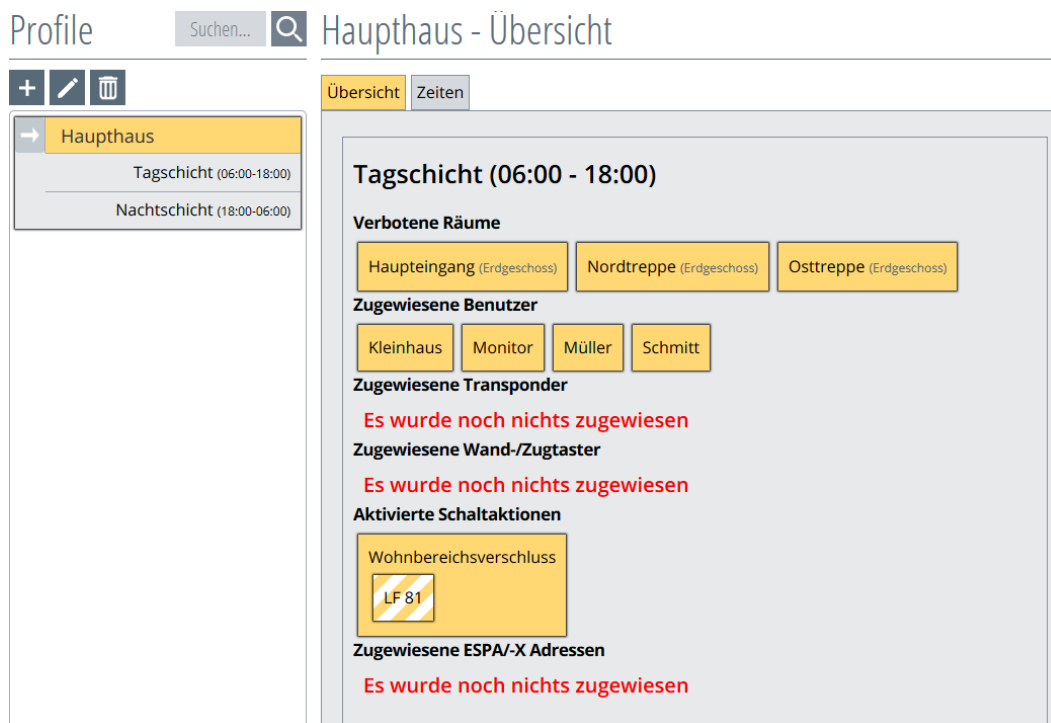 Profile
Suchen...
Haupthaus - Übersicht
Übersicht Zeiten
Haupthaus
Tagschicht (06:00-18:00)
Nachtschicht (18:00-06:00)
Tagschicht (06:00 - 18:00)
Verbotene Räume
Haupteingang (Erdgeschoss) Nordtreppe (Erdgeschoss) Osttreppe (Erdgeschoss)
Zugewiesene Benutzer
Kleinhaus Monitor Müller Schmitt
Zugewiesene Transponder
Es wurde noch nichts zugewiesen
Zugewiesene Wand-/Zugtaster
Es wurde noch nichts zugewiesen
Aktivierte Schaltaktionen
Wohnbereichsverschluss
LF 81
Zugewiesene ESPA/-X Adressen
Es wurde noch nichts zugewiesen